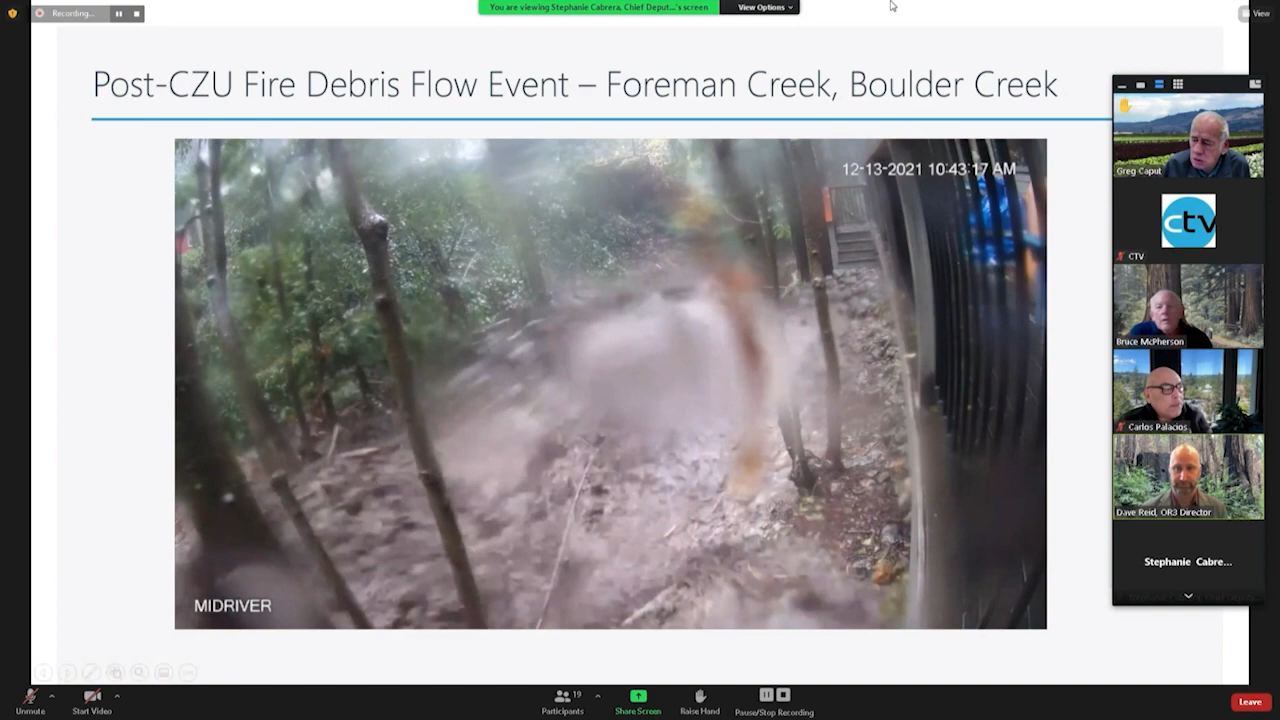 Recording...
You are viewing Stephanie Cabrera, Chief Deput...'s screen
View Options
View
Post-CZU Fire Debris Flow Event – Foreman Creek, Boulder Creek
12-13-2021 10:43:17 AM
MIDRIVER
Greg Caput
ctv
CTV
Bruce McPherson
Carlos Palacios
Dave Reid, OR3 Director
Stephanie Cabre...
Unmute
Start Video
Participants
19
Share Screen
Raise Hand
Pause/Stop Recording
Leave